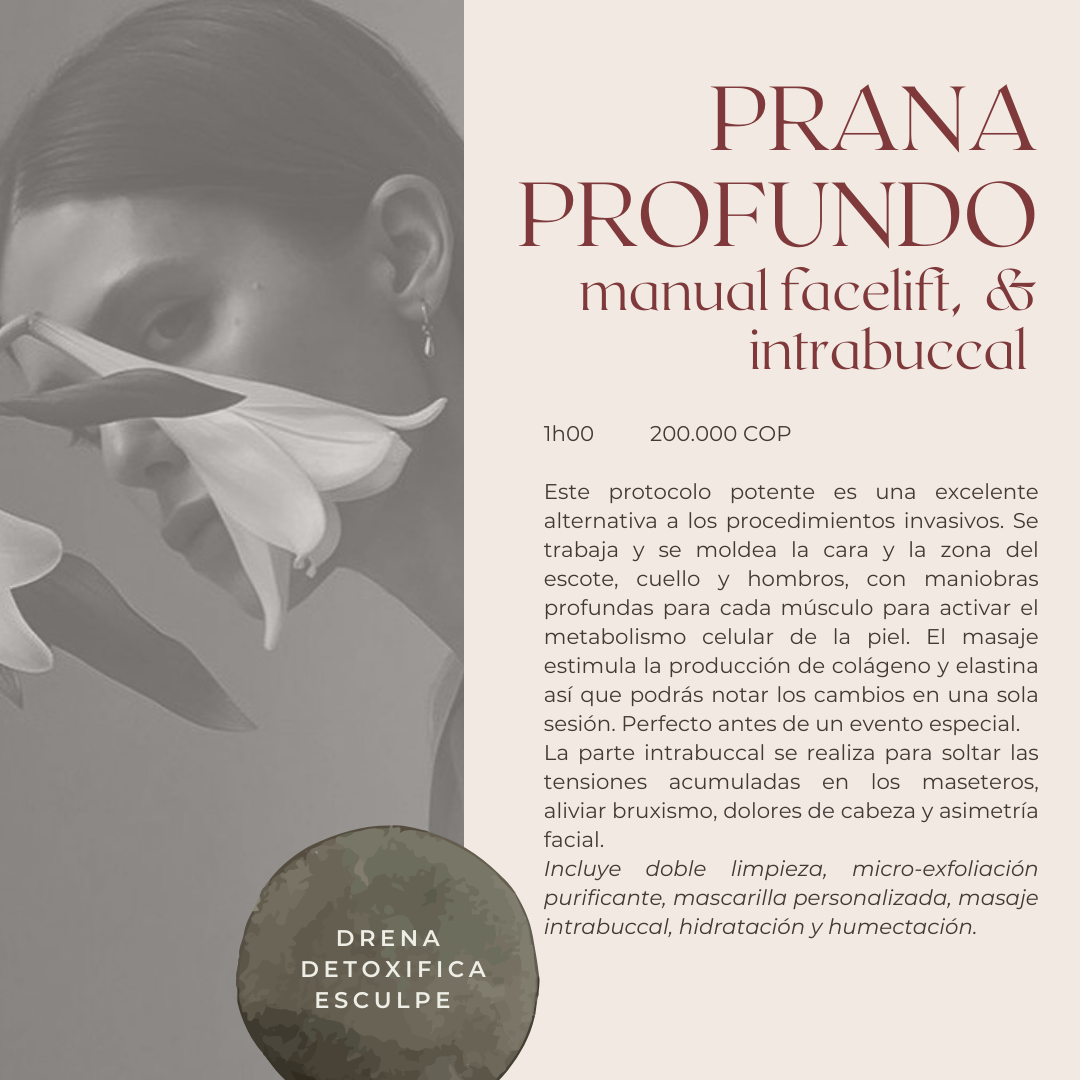 PRANA
PROFUNDO
manual facelift, &
intrabuccal
1h00 200.000 COP
Este protocolo potente es una excelente
alternativa a los procedimientos invasivos. Se
trabaja y se moldea la cara y la zona del
escote, cuello y hombros, con maniobras
profundas para cada músculo para activar el
metabolismo celular de la piel. El masaje
estimula la producción de colágeno y elastina
así que podrás notar los cambios en una sola
sesión. Perfecto antes de un evento especial.
La parte intrabuccal se realiza para soltar las
tensiones acumuladas en los maseteros,
aliviar bruxismo, dolores de cabeza y asimetría
facial.
Incluye doble limpieza, micro-exfoliación
purificante, mascarilla personalizada, masaje
intrabuccal, hidratación y humectación.
DRENA
DETOXIFICA
ESCULPE